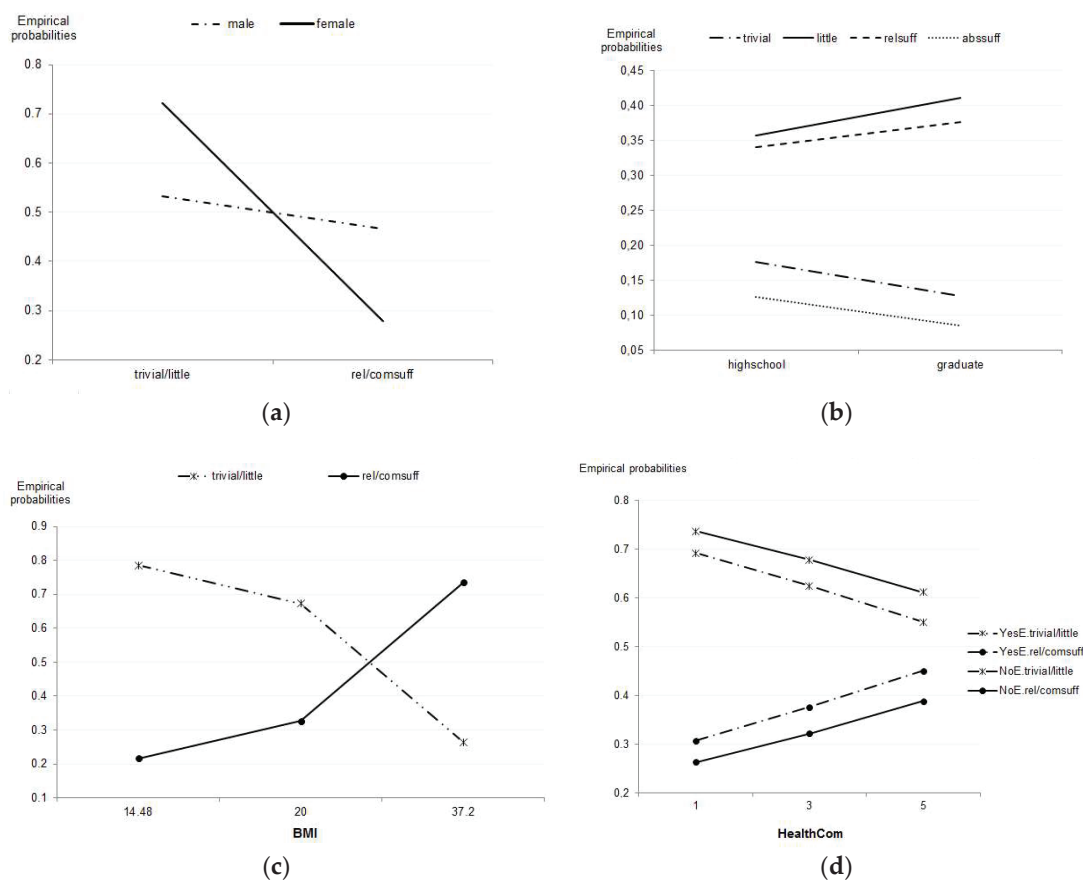 Empirical
probabilities
male female
0.8
0.7
0.6
0.5
0.4
0.3
0.2
trivial/little rel/comsuff
(a)
Empirical
probabilities
trivial little relsuff abssuff
0,45
0,40
0,35
0,30
0,25
0,20
0,15
0,10
0,05
highschool graduate
(b)
trivial/little rel/comsuff
Empirical
probabilities
0.9
0.8
0.7
0.6
0.5
0.4
0.3
0.2
0.1
14.48 20 37.2
BMI
(c)
Empirical probabilities
0.8
0.7
0.6
0.5
0.4
0.3
0.2
YesE.trivial/little
YesE.rel/comsuff
NoE.trivial/little
NoE.rel/comsuff
1 3 5
HealthCom
(d)